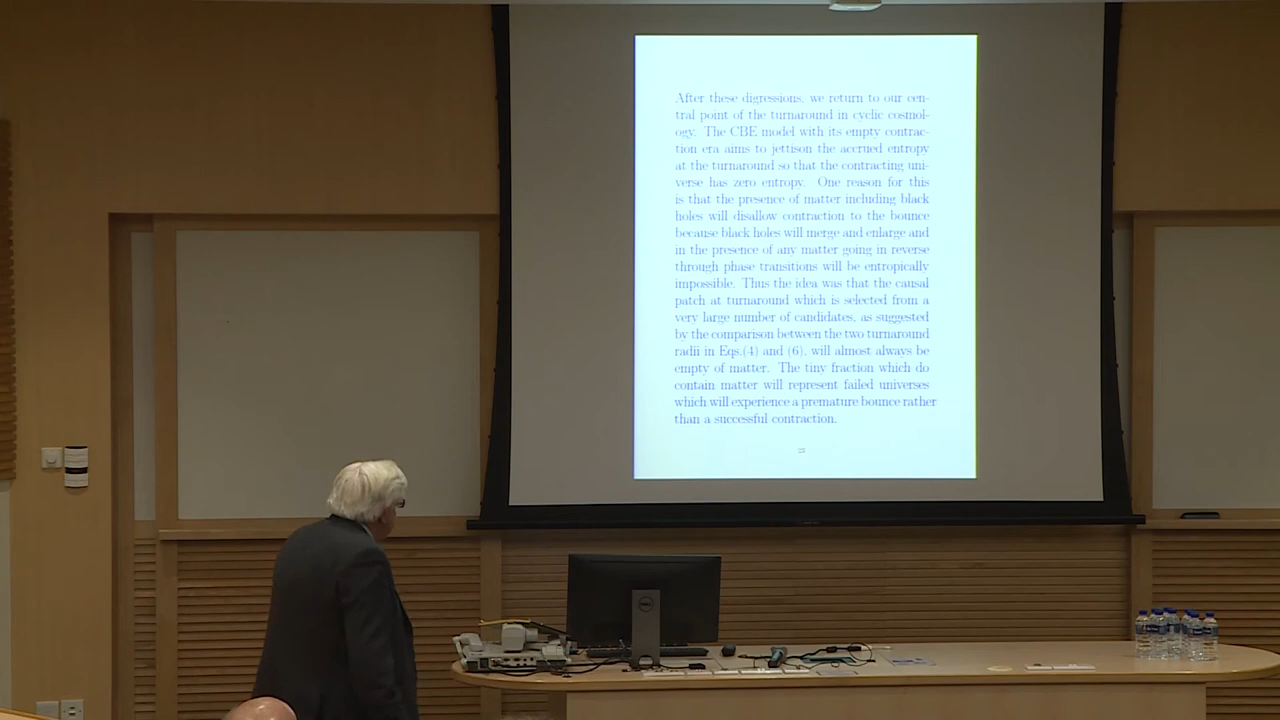 After these digressions, we return to our cen-
tral point of the turnaround in cyclic cosmol-
ogy. The CBE model with its empty contrac-
tion era aims to jettison the accrued entropy
at the turnaround so that the contracting uni-
verse has zero entropy. One reason for this
is that the presence of matter including black
holes will disallow contraction to the bounce
because black holes will merge and enlarge and
in the presence of any matter going in reverse
through phase transitions will be entropically
impossible. Thus the idea was that the causal
patch at turnaround which is selected from a
very large number of candidates, as suggested
by the comparison between the two turnaround
radii in Eqs.(4) and (6), will almost always be
empty of matter. The tiny fraction which do
contain matter will represent failed universes
which will experience a premature bounce rather
than a successful contraction.
DELL